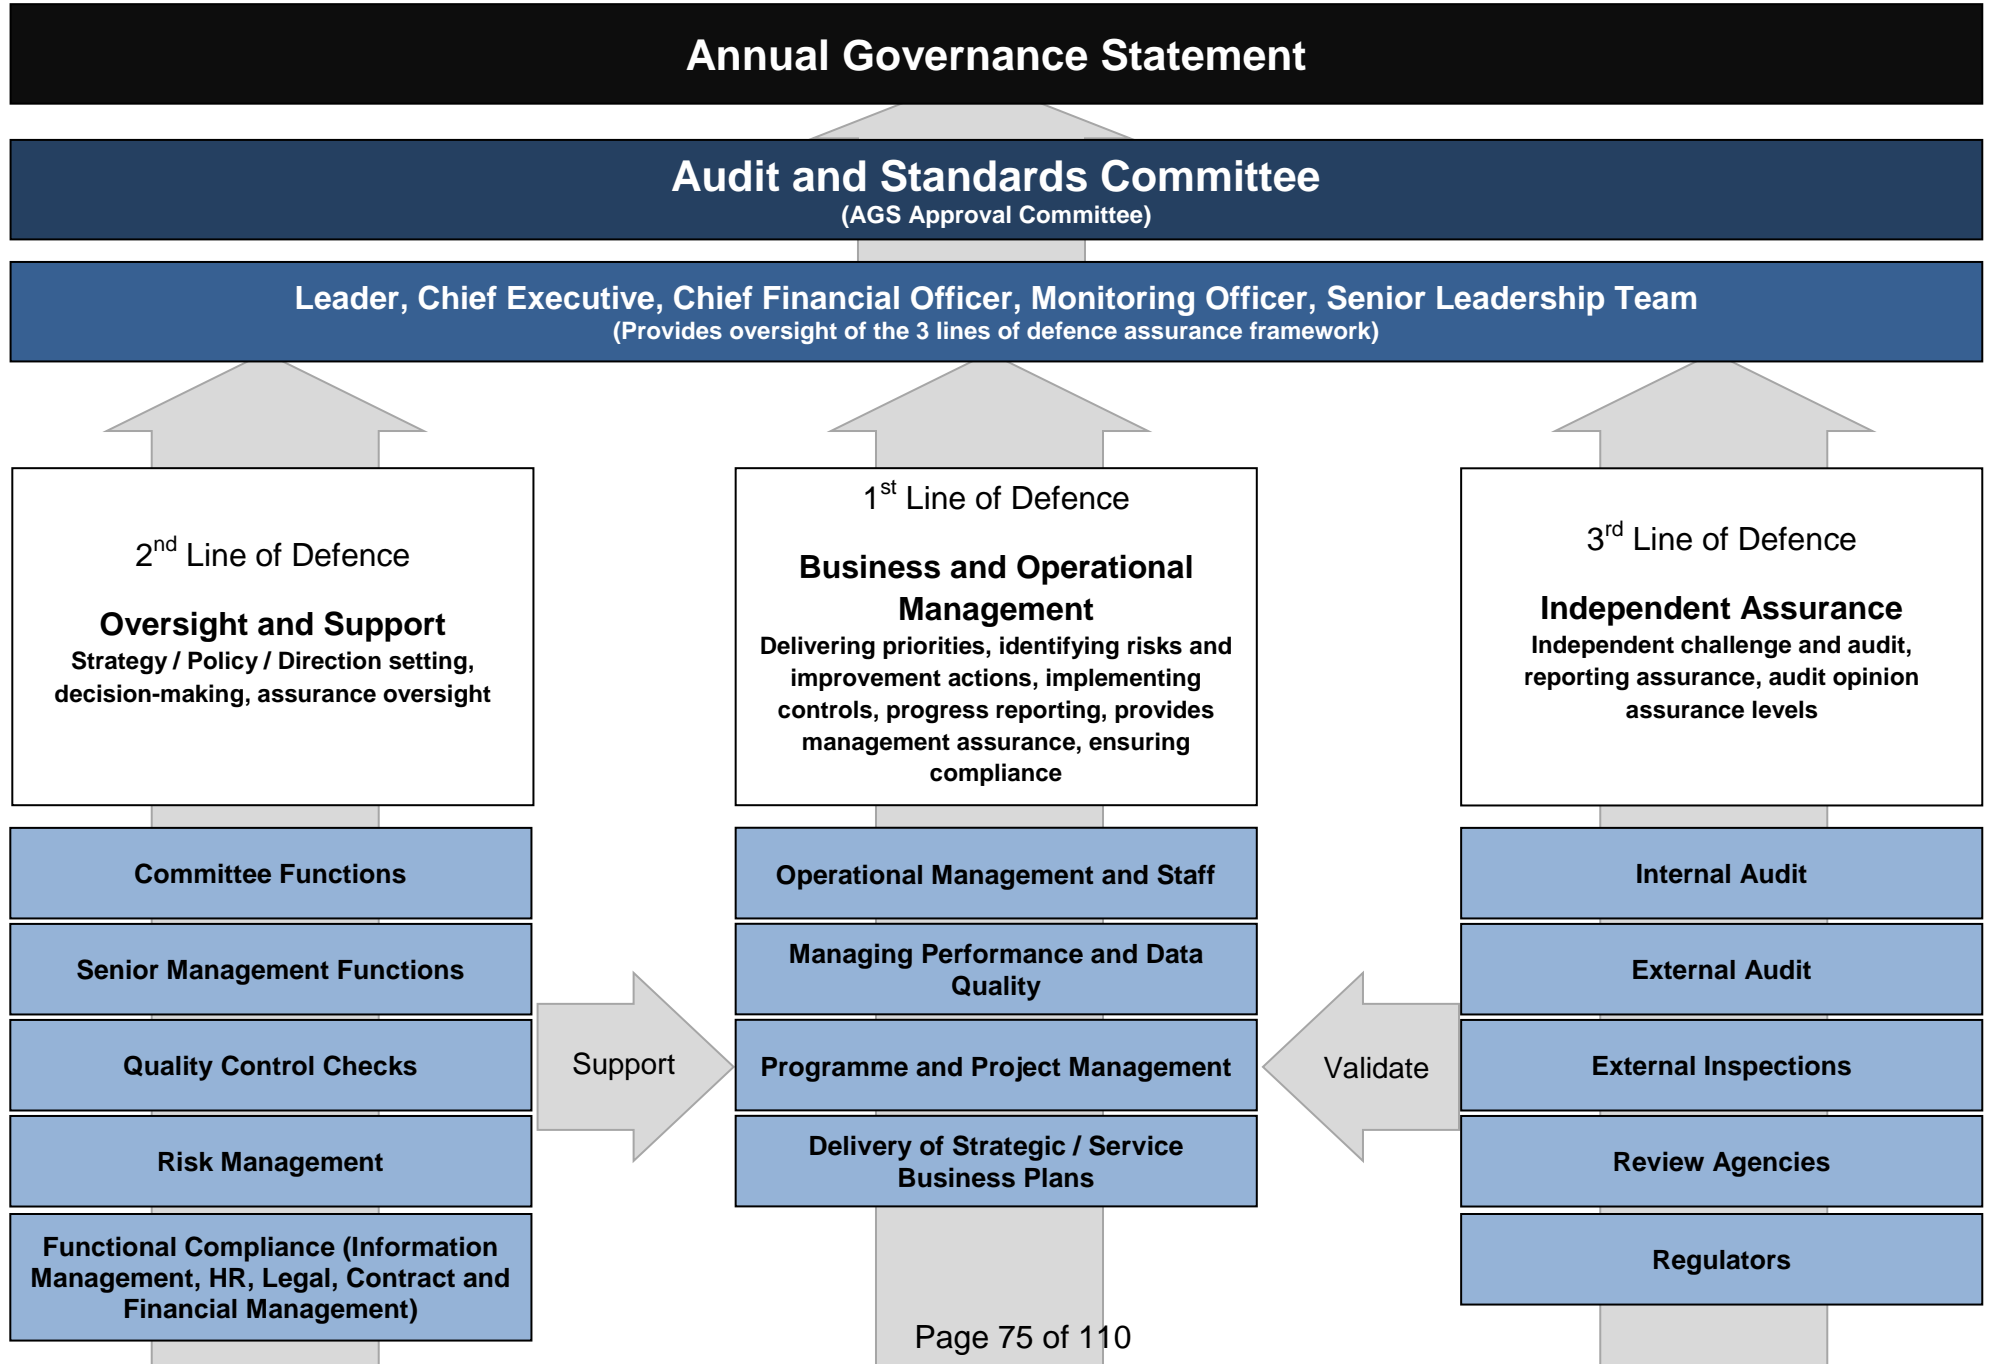 Annual Governance Statement
Audit and Standards Committee
(AGS Approval Committee)
Leader, Chief Executive, Chief Financial Officer, Monitoring Officer, Senior Leadership Team
(Provides oversight of the 3 lines of defence assurance framework)
2nd Line of Defence
Oversight and Support
Strategy / Policy / Direction setting,
decision-making, assurance oversight
Committee Functions
Senior Management Functions
Quality Control Checks
Risk Management
Functional Compliance (Information
Management, HR, Legal, Contract and
Financial Management)
Support
1st Line of Defence
Business and Operational
Management
Delivering priorities, identifying risks and
improvement actions, implementing
controls, progress reporting, provides
management assurance, ensuring
compliance
Operational Management and Staff
Managing Performance and Data
Quality
Programme and Project Management
Delivery of Strategic / Service
Business Plans
Validate
3rd Line of Defence
Independent Assurance
Independent challenge and audit,
reporting assurance, audit opinion
assurance levels
Internal Audit
External Audit
External Inspections
Review Agencies
Regulators
Page 75 of 110